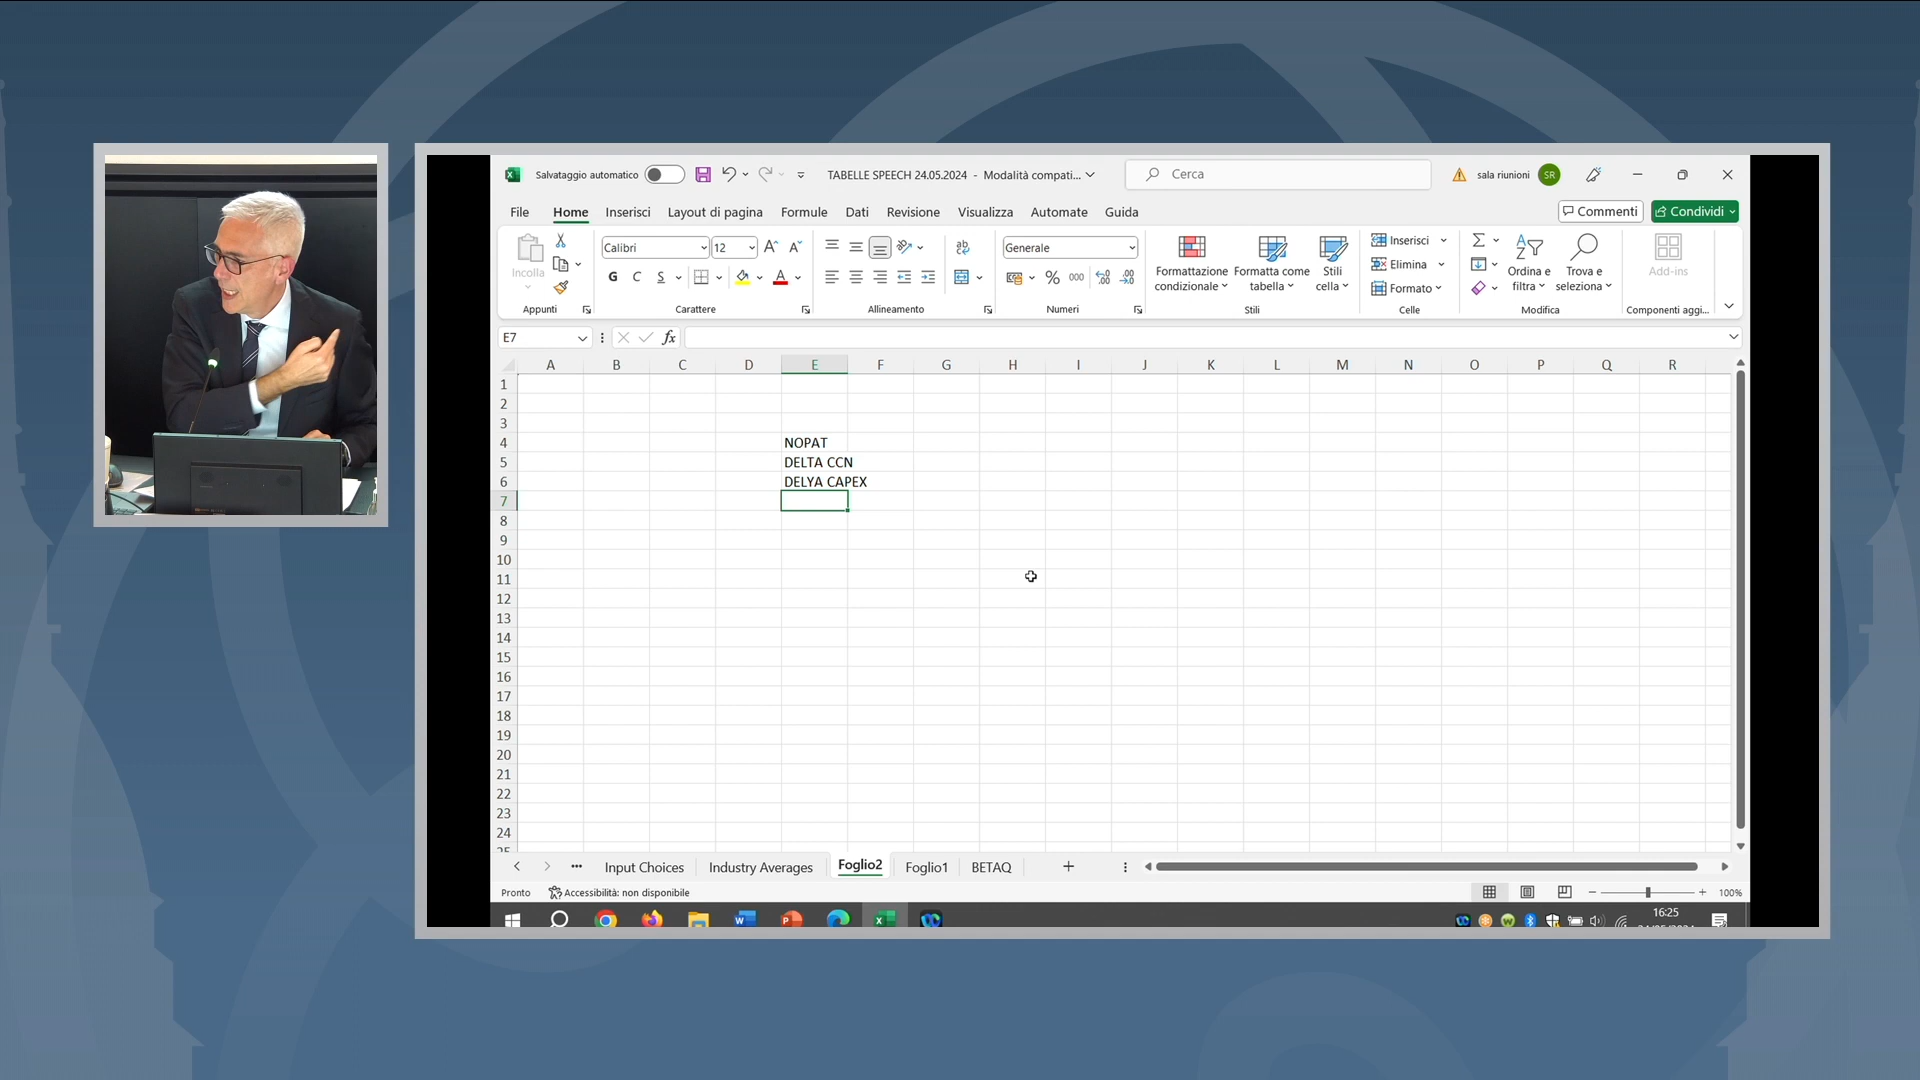 Salvataggio automatico
TABELLE SPEECH 24.05.2024 - Modalità compati...
Cerca
sala riunioni
SR
File Home Inserisci Layout di pagina Formule Dati Revisione Visualizza Automate Guida
Commenti
Condividi
Incolla
Calibri
12
Generale
Formattazione condizionale
Formatta come tabella
Stili cella
Inserisci
Elimina
Formato
Ordina e filtra
Trova e seleziona
Add-ins
G C S
% 000
Appunti
Carattere
Allineamento
Numeri
Stili
Celle
Modifica
Componenti aggi...
E7
fx
A B C D E F G H I J K L M N O P Q R
1
2
3
4 NOPAT
5 DELTA CCN
6 DELYA CAPEX
7
8
9
10
11
12
13
14
15
16
17
18
19
20
21
22
23
24
25
Input Choices Industry Averages Foglio2 Foglio1 BETAQ
Pronto Accessibilità: non disponibile
100%
16:25